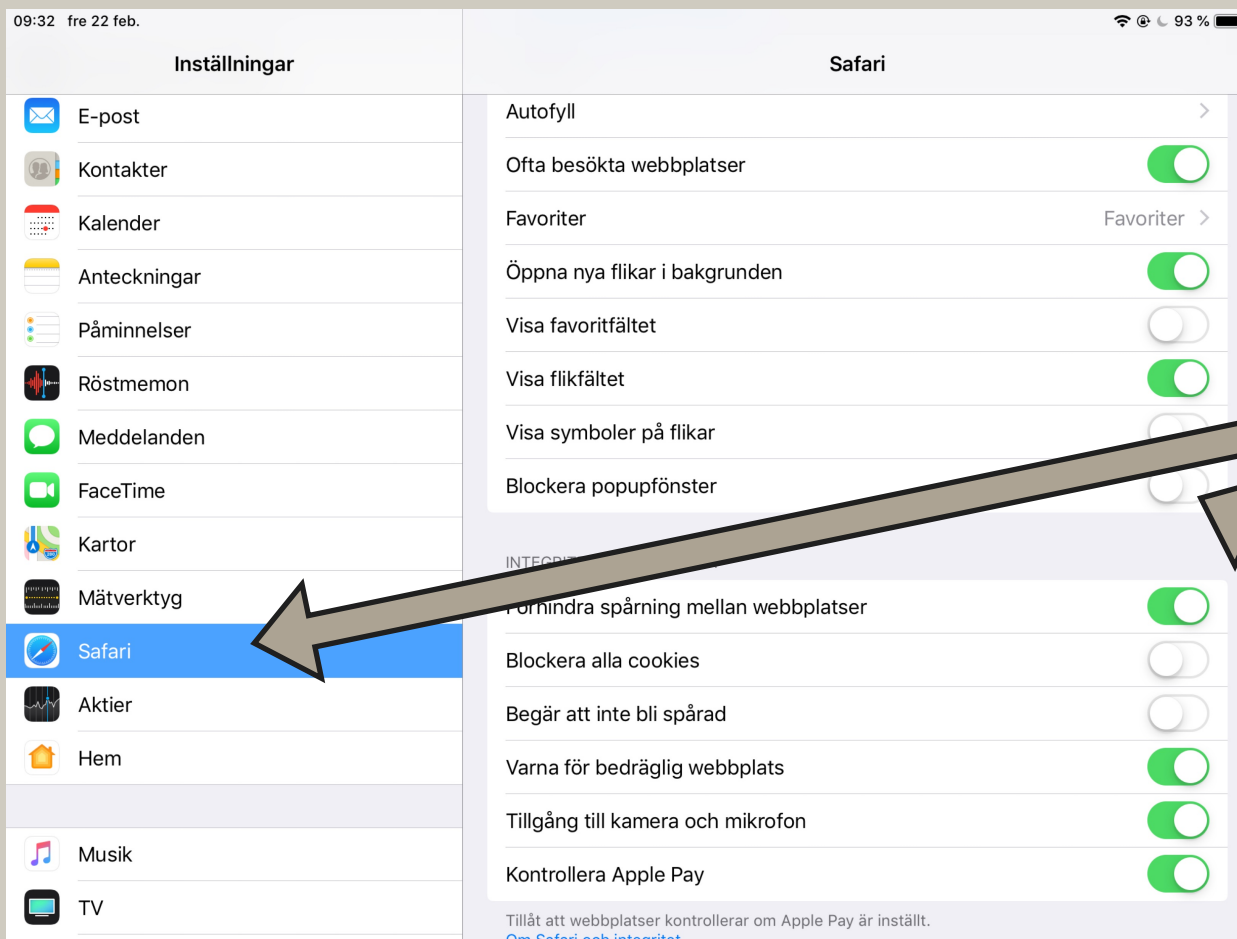 09:32 fre 22 feb.
93 %
Inställningar
Safari
E-post
Kontakter
Kalender
Anteckningar
Påminnelser
Röstmemon
Meddelanden
FaceTime
Kartor
Mätverktyg
Safari
Aktier
Hem
Musik
TV
Autofyll
Ofta besökta webbplatser
Favoriter Favoriter
Öppna nya flikar i bakgrunden
Visa favoritfältet
Visa flikfältet
Visa symboler på flikar
Blockera popupfönster
Förhindra spårning mellan webbplatser
Blockera alla cookies
Begär att inte bli spårad
Varna för bedräglig webbplats
Tillgång till kamera och mikrofon
Kontrollera Apple Pay
Tillåt att webbplatser kontrollerar om Apple Pay är inställt.
Om Safari och integritet